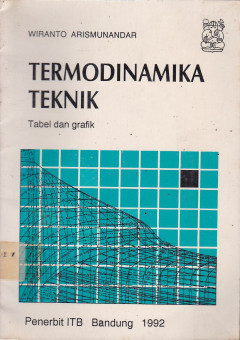 WIRANTO ARISMUNANDAR
TERMODINAMIKA
TEKNIK
Tabel dan grafik
Penerbit ITB Bandung 1992